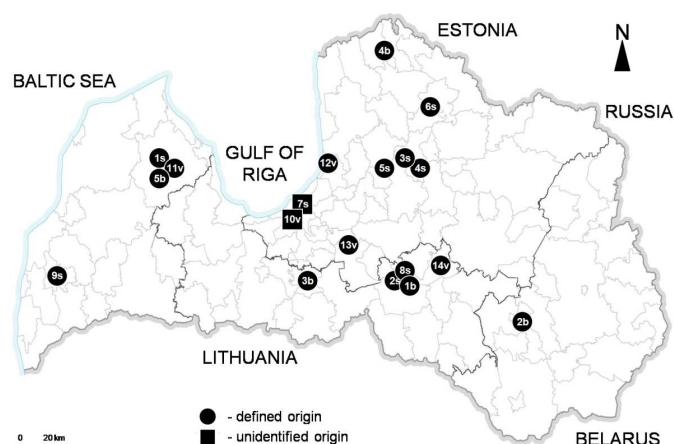 ESTONIA
N
4b
BALTIC SEA
6s
RUSSIA
GULF OF
RIGA
1s
11v
5b
12v
5s
3s
4s
7s
10v
13v
9s
3b
2s
8s
1b
14v
2b
LITHUANIA
0 20 km
- defined origin
- unidentified origin
BELARUS